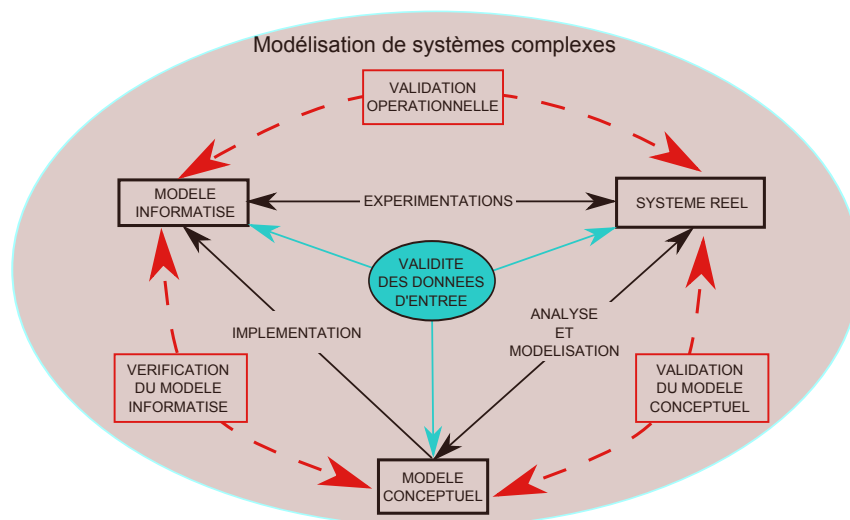 Modélisation de systèmes complexes
VALIDATION
OPERATIONNELLE
MODELE
INFORMATISE
EXPERIMENTATIONS
SYSTEME REEL
VALIDITE
DES DONNEES
D'ENTREE
IMPLEMENTATION
ANALYSE
ET
MODELISATION
VERIFICATION
DU MODELE
INFORMATISE
VALIDATION
DU MODELE
CONCEPTUEL
MODELE
CONCEPTUEL